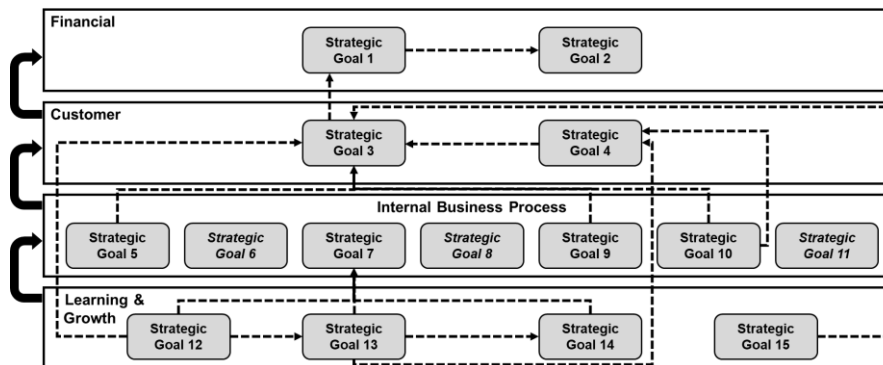 Financial
Strategic
Goal 1
Strategic
Goal 2
Customer
Strategic
Goal 3
Strategic
Goal 4
Internal Business Process
Strategic
Goal 5
Strategic
Goal 6
Strategic
Goal 7
Strategic
Goal 8
Strategic
Goal 9
Strategic
Goal 10
Strategic
Goal 11
Learning &
Growth
Strategic
Goal 12
Strategic
Goal 13
Strategic
Goal 14
Strategic
Goal 15